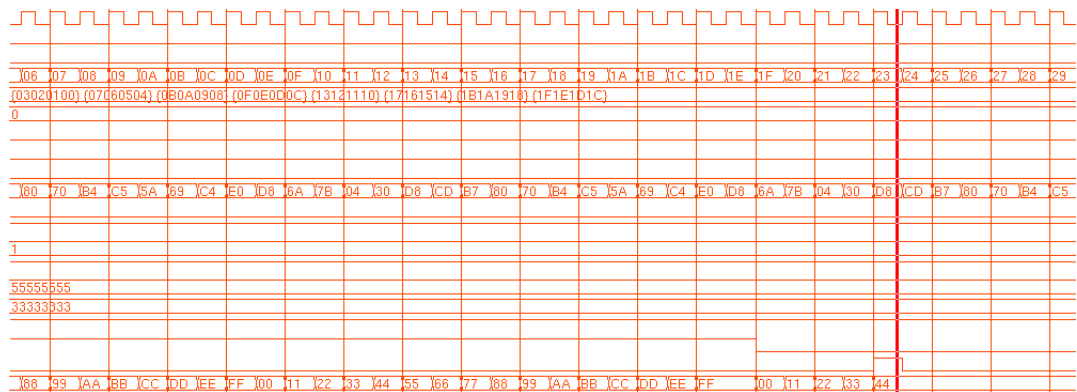 06 07 08 09 0A 0B 0C 0D 0E 0F 10 11 12 13 14 15 16 17 18 19 1A 1B 1C 1D 1E 1F 20 21 22 23 24 25 26 27 28 29
{03020100} {07060504} {0B0A0908} {0F0E0D0C} {13121110} {17161514} {1B1A1918} {1F1E1D1C}
0
80 70 B4 C5 5A 69 C4 E0 D8 6A 7B 04 30 D8 CD B7 80 70 B4 C5 5A 69 C4 E0 D8 6A 7B 04 30 D8 CD B7 80 70 B4 C5
1
55555555
33333333
88 99 AA BB CC DD EE FF 00 11 22 33 44 55 66 77 88 99 AA BB CC DD EE FF 00 11 22 33 44